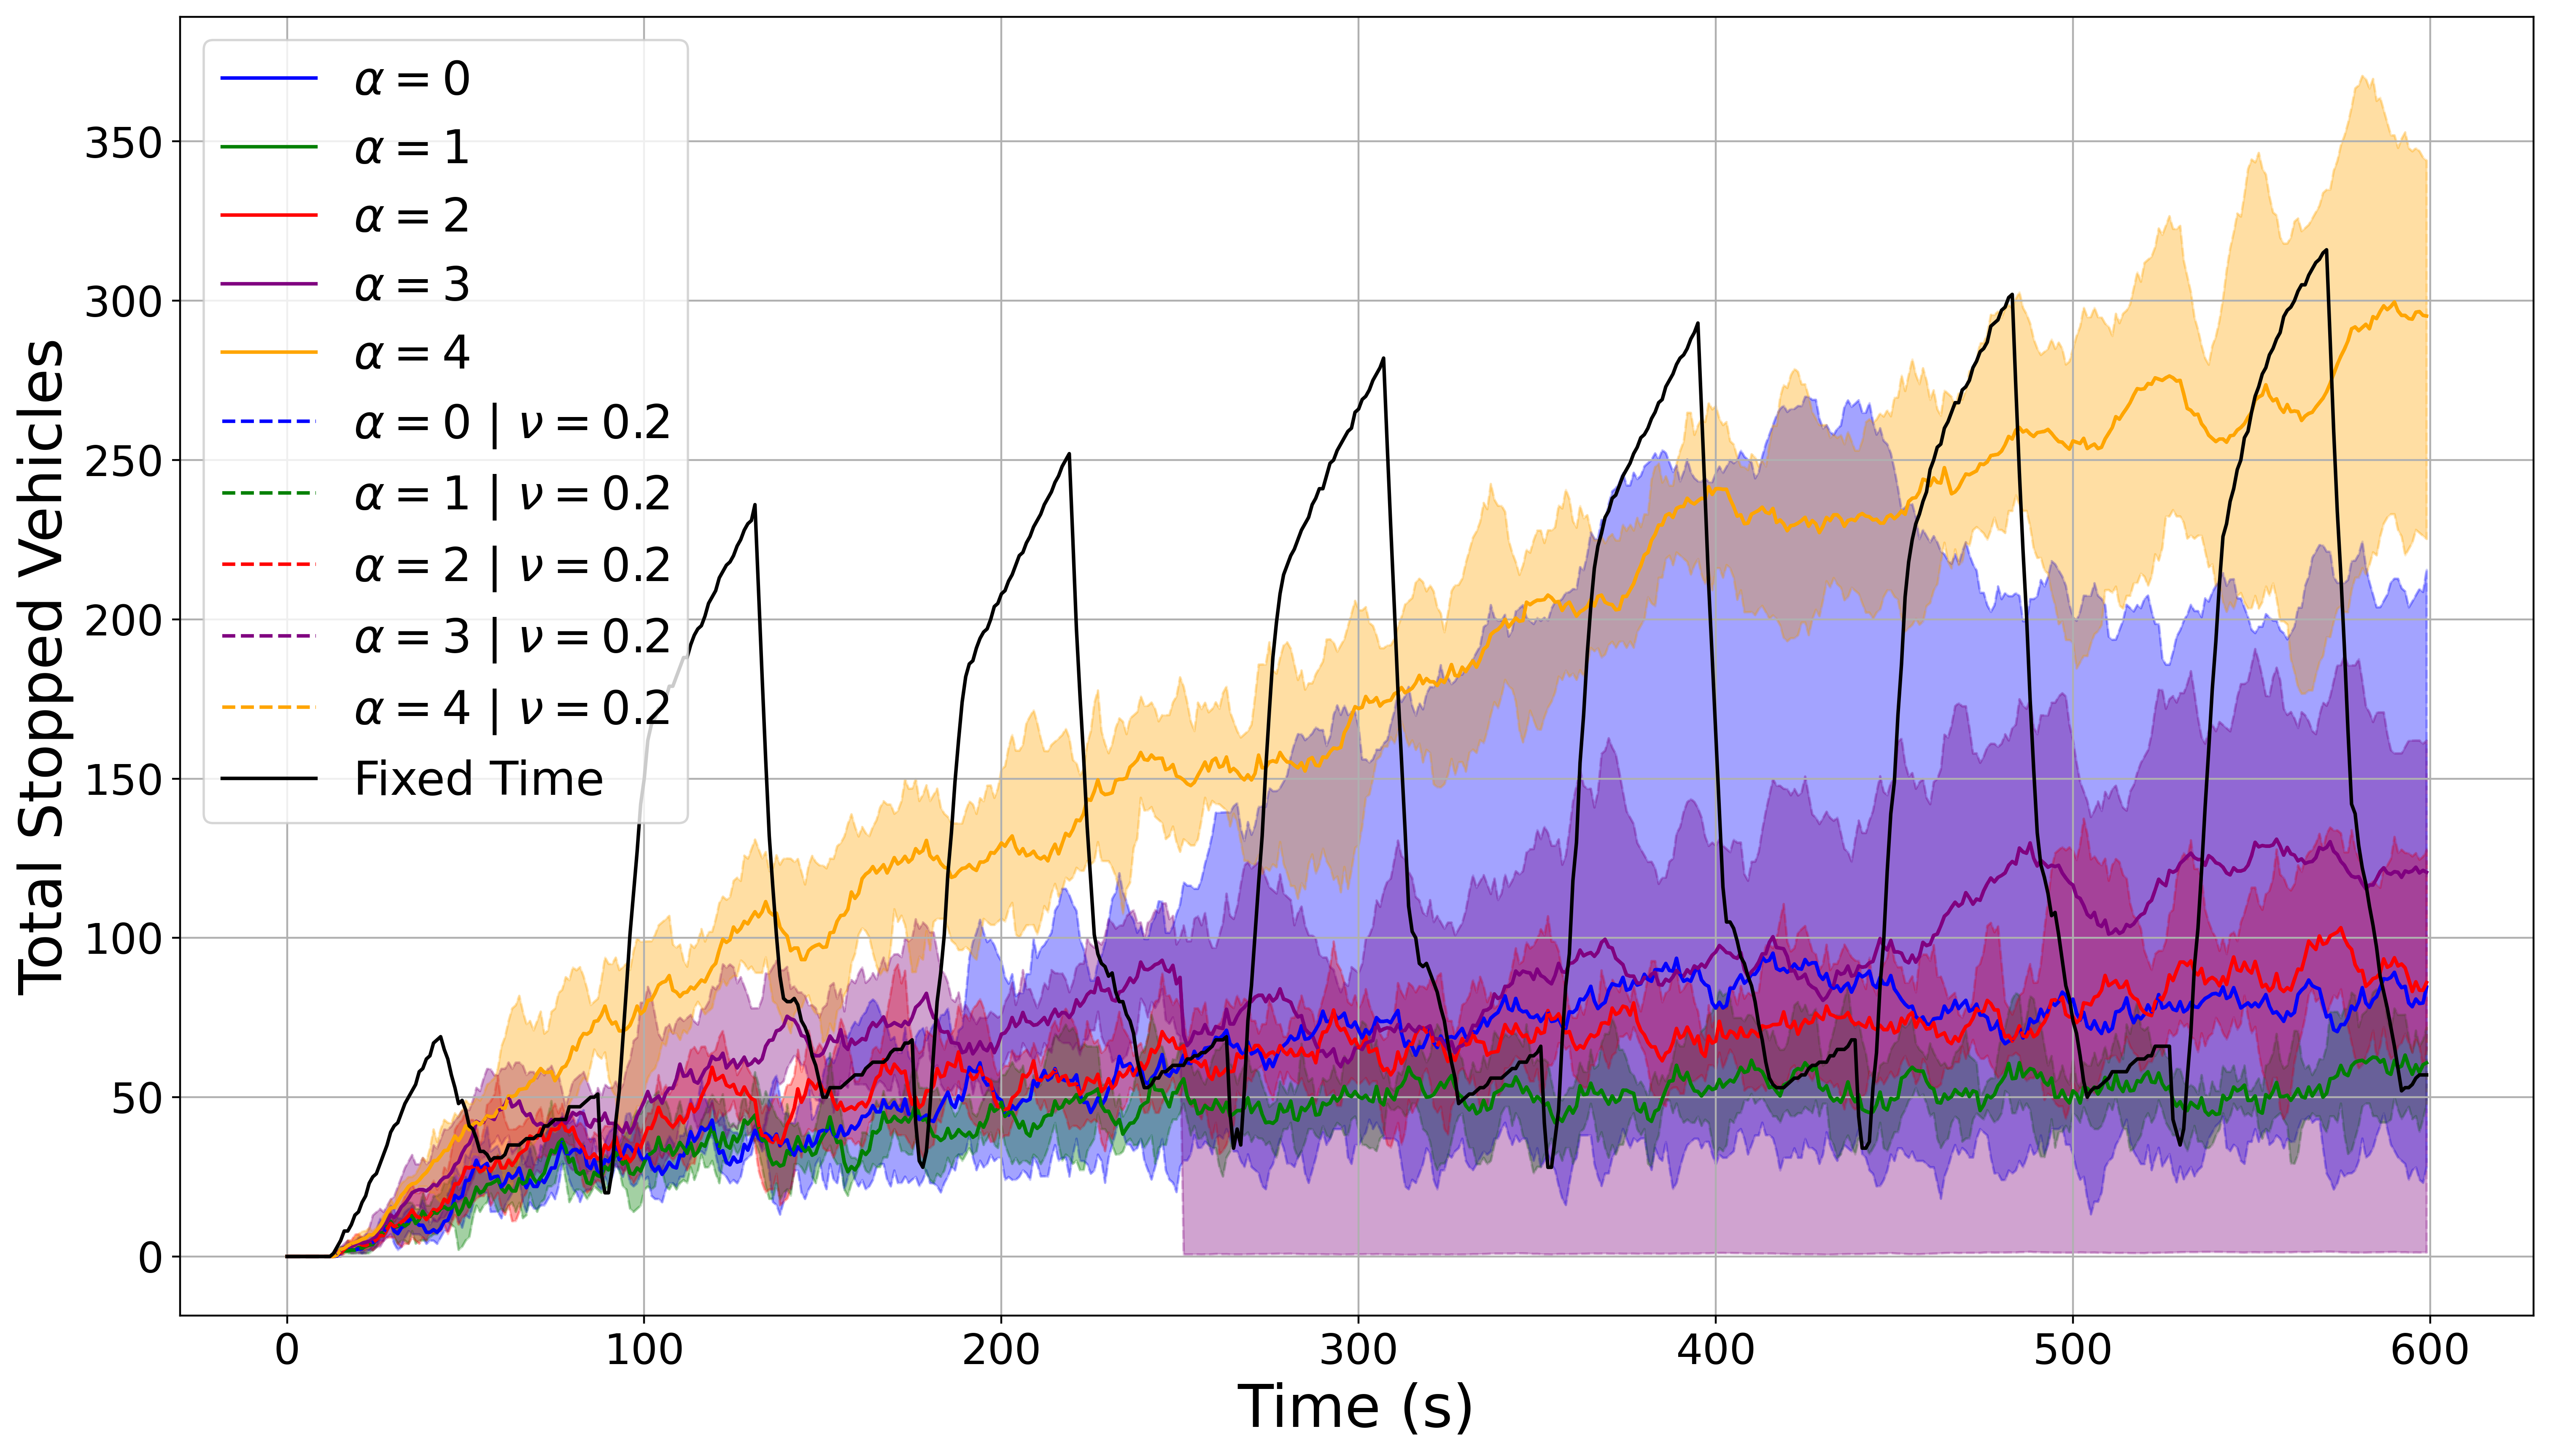 α = 0
α = 1
α = 2
α = 3
α = 4
α = 0 | ν = 0.2
α = 1 | ν = 0.2
α = 2 | ν = 0.2
α = 3 | ν = 0.2
α = 4 | ν = 0.2
Fixed Time
Total Stopped Vehicles
350
300
250
200
150
100
50
0
0 100 200 300 400 500 600
Time (s)